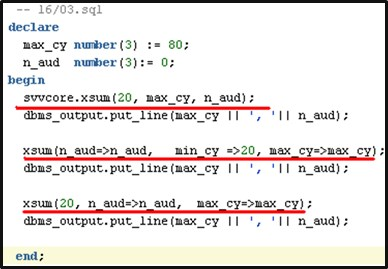 -- 16/03.sql
declare
max_cy number(3) := 80;
n_aud number(3):= 0;
begin
svvcore.xsum(20, max_cy, n_aud);
dbms_output.put_line(max_cy || ', '|| n_aud);
xsum(n_aud=>n_aud, min_cy =>20, max_cy=>max_cy);
dbms_output.put_line(max_cy || ', '|| n_aud);
xsum(20, n_aud=>n_aud, max_cy=>max_cy);
dbms_output.put_line(max_cy || ', '|| n_aud);
end;